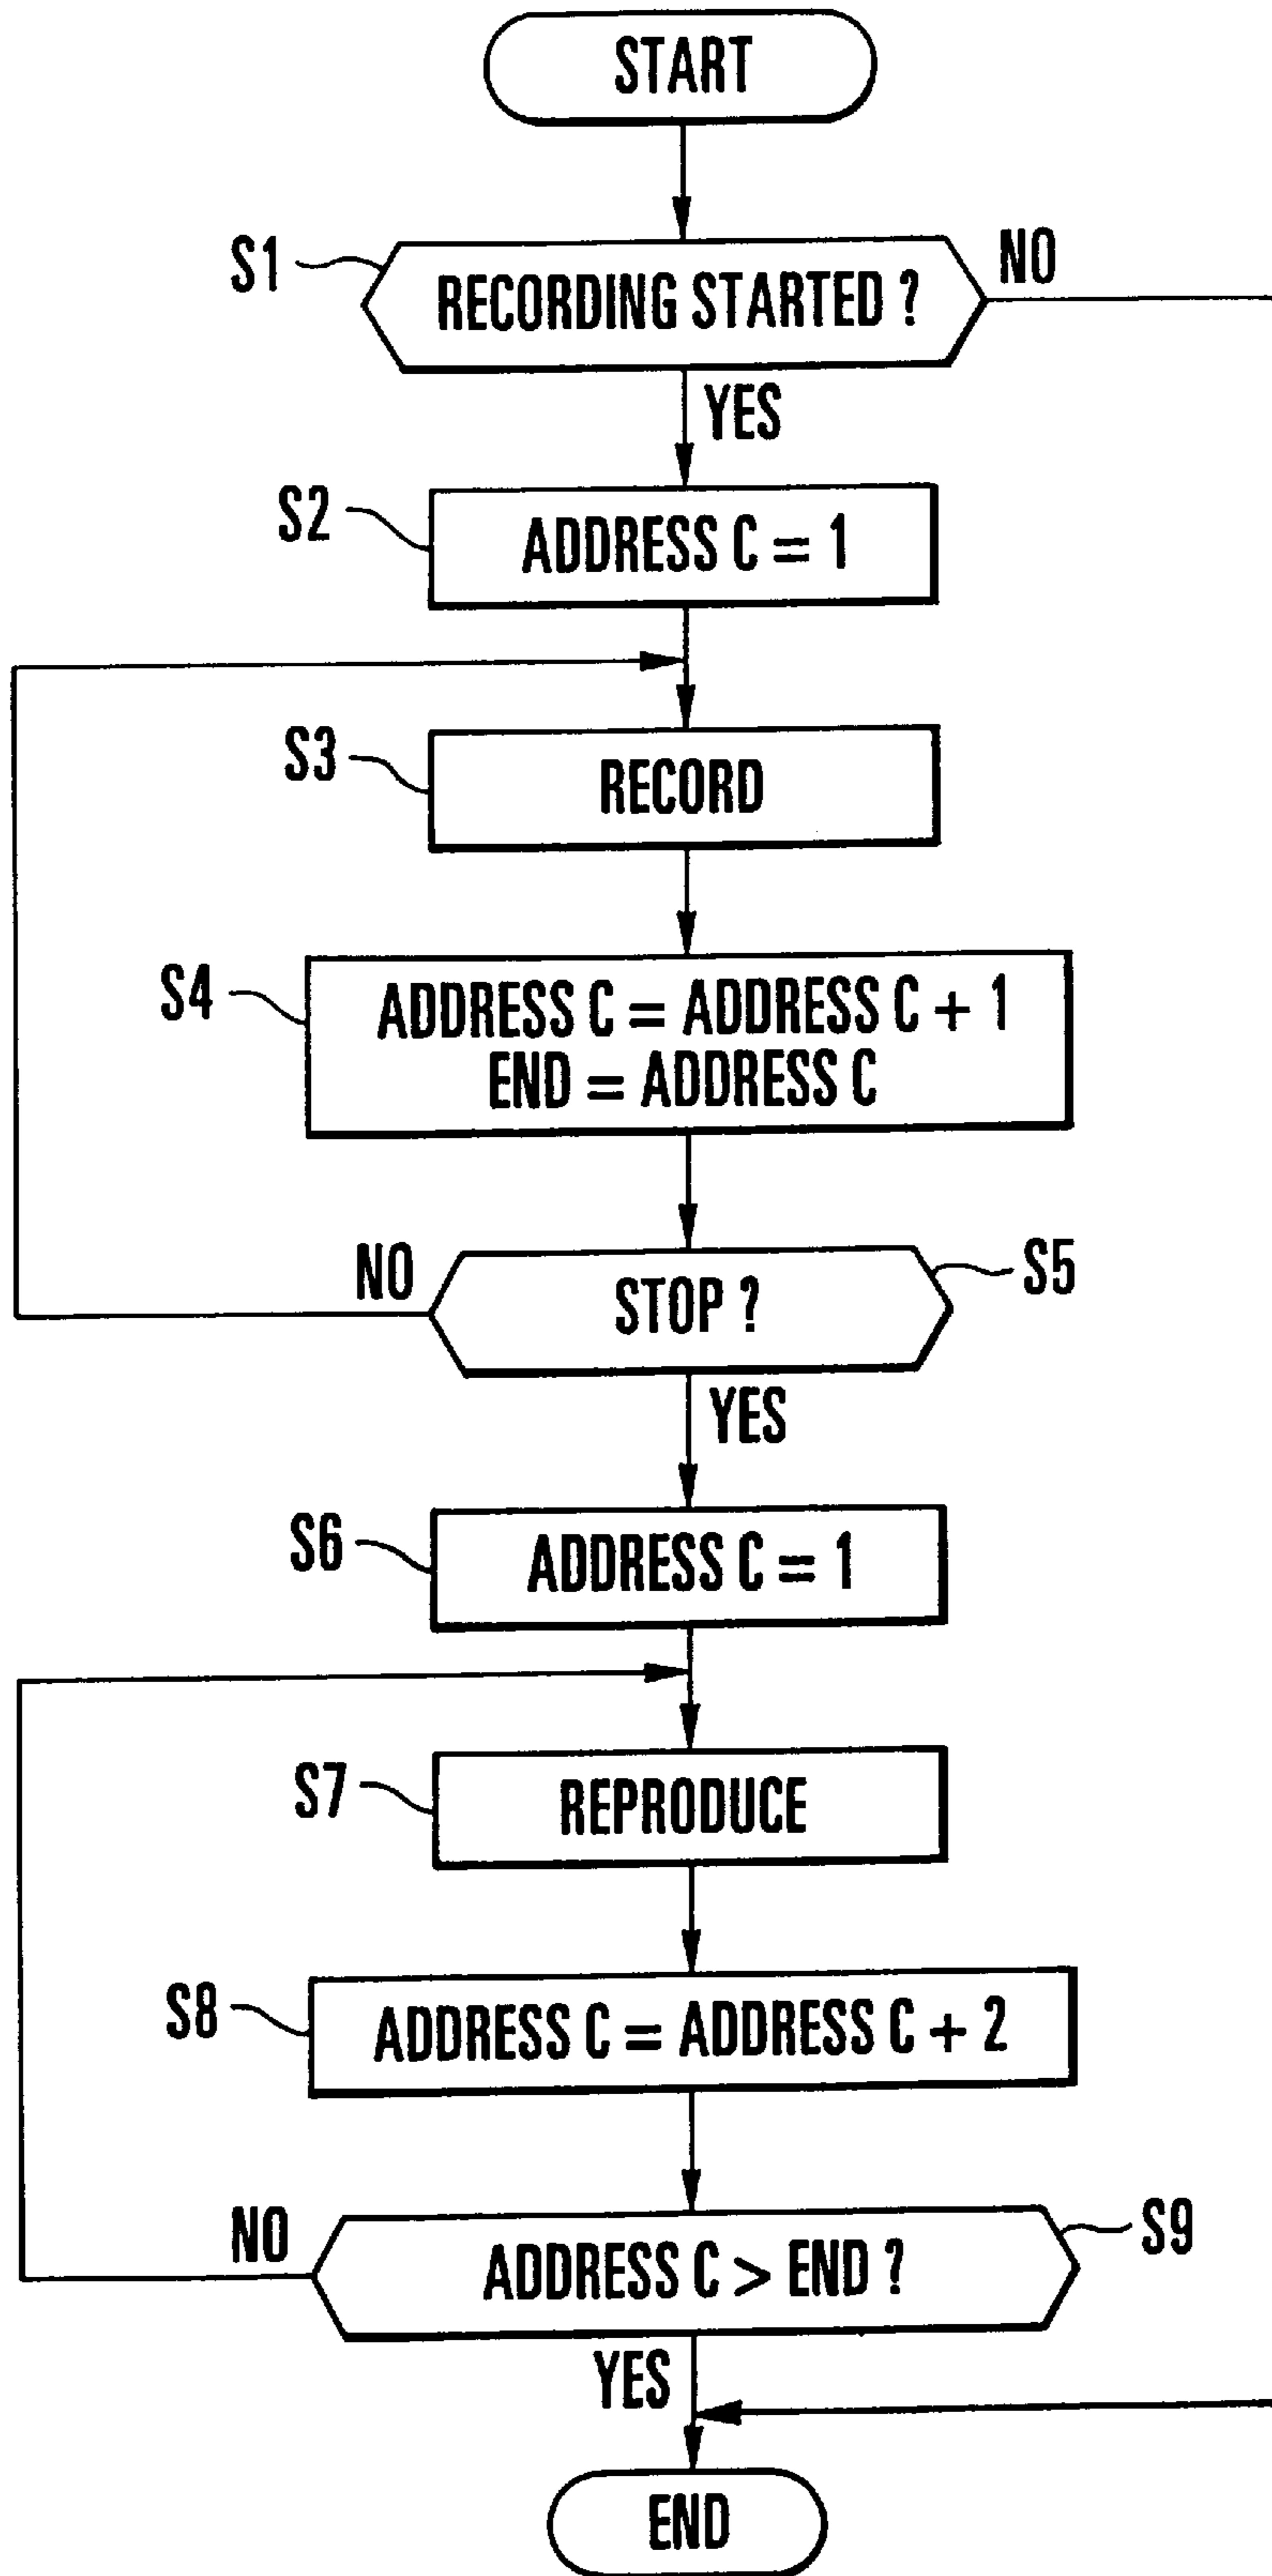 START
S1
RECORDING STARTED ?
NO
YES
S2
ADDRESS C = 1
S3
RECORD
S4
ADDRESS C = ADDRESS C + 1
END = ADDRESS C
NO
STOP ?
S5
YES
S6
ADDRESS C = 1
S7
REPRODUCE
S8
ADDRESS C = ADDRESS C + 2
NO
ADDRESS C > END ?
S9
YES
END